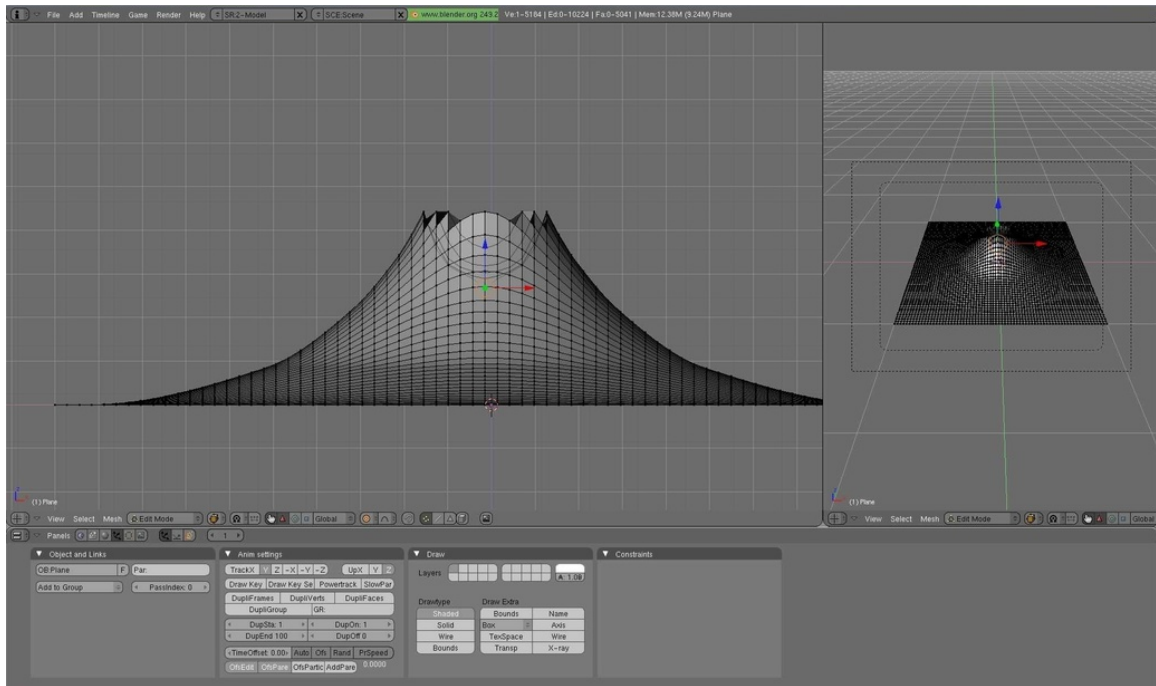 File Add Timeline Game Render Help SR:2-Model X SCE:Scene X www.blender.org 249.2 Ve:1-5184 | Ed:0-10224 | Fa:0-5041 | Mem:12.38M (9.24M) Plane
(1) Plane
(1) Plane
View Select Mesh Edit Mode Global
View Select Mesh Edit Mode Global
Panels 1
Object and Links
OB:Plane F Par:
Add to Group PassIndex: 0
Anim settings
TrackX Y Z -X -Y -Z UpX Y Z
Draw Key Draw Key Se Powertrack SlowPar
DupliFrames DupliVerts DupliFaces
DupliGroup GR:
DupSta: 1 DupOn: 1
DupEnd 100 DupOff 0
TimeOffset: 0.00 Auto Ofs Rand PrSpeed
OfsEdit OfsPare OfsPartic AddPare 0.0000
Draw
Layers A: 1.08
Drawtype Draw Extra
Shaded Bounds Name
Solid Box Axis
Wire TexSpace Wire
Bounds Transp X-ray
Constraints